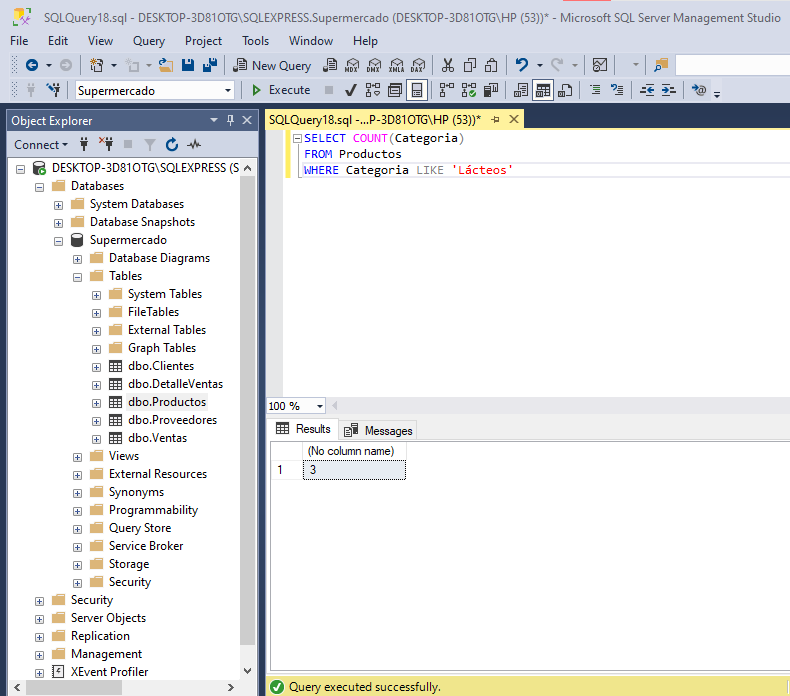 SQLQuery18.sql - DESKTOP-3D81OTG\SQLEXPRESS.Supermercado (DESKTOP-3D81OTG\HP (53))* - Microsoft SQL Server Management Studio
File Edit View Query Project Tools Window Help
New Query MDX DMX XMLA DAX
Supermercado Execute
Object Explorer
SQLQuery18.sql -...P-3D81OTG\HP (53))*
Connect
SELECT COUNT(Categoria)
FROM Productos
WHERE Categoria LIKE 'Lácteos'
DESKTOP-3D81OTG\SQLEXPRESS (S
Databases
System Databases
Database Snapshots
Supermercado
Database Diagrams
Tables
System Tables
FileTables
External Tables
Graph Tables
dbo.Clientes
dbo.DetalleVentas
dbo.Productos
dbo.Proveedores
dbo.Ventas
Views
External Resources
Synonyms
Programmability
Query Store
Service Broker
Storage
Security
Security
Server Objects
Replication
Management
XEvent Profiler
100 %
Results Messages
(No column name)
1 3
Query executed successfully.